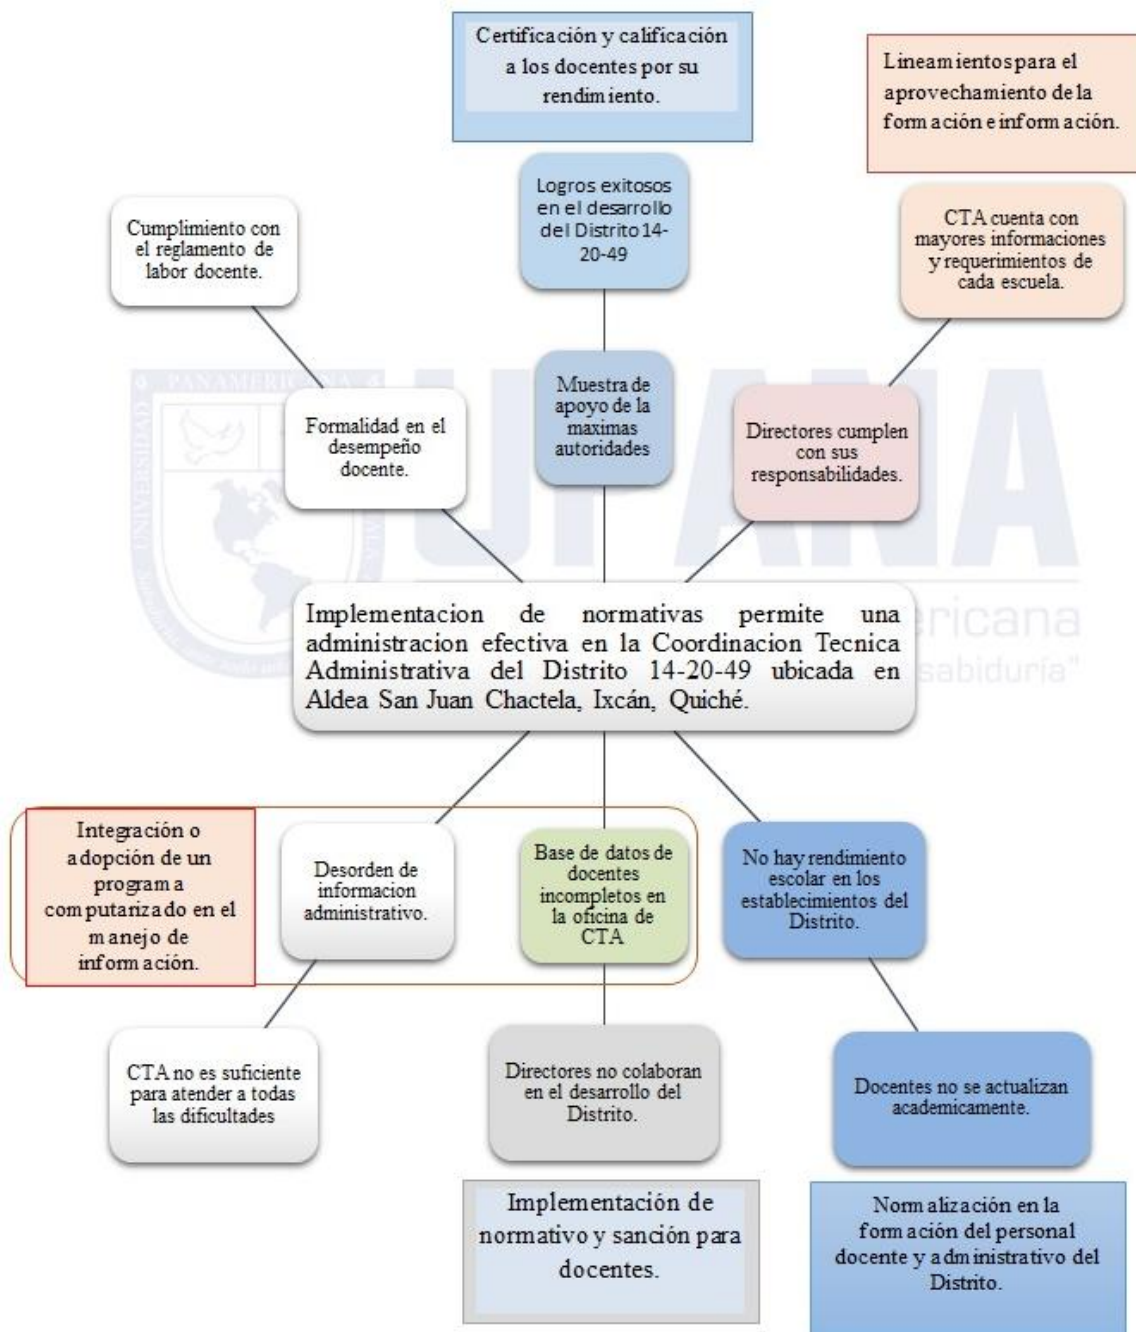 Certificación y calificación
a los docentes por su
rendimiento.
Lineamientos para el
aprovechamiento de la
formación e información.
Logros exitosos
en el desarrollo
del Distrito 14-
20-49
Cumplimiento con
el reglamento de
labor docente.
CTA cuenta con
mayores informaciones
y requerimientos de
cada escuela.
Formalidad en el
desempeño
docente.
Muestra de
apoyo de la
maximas
autoridades
Directores cumplen
con sus
responsabilidades.
PANAMERICANA
UNIVERSIDAD
UPANA
ericana
sabiduría"
Implementacion de normativas permite una
administracion efectiva en la Coordinacion Tecnica
Administrativa del Distrito 14-20-49 ubicada en
Aldea San Juan Chactela, Ixcán, Quiché.
Integración o
adopción de un
programa
computarizado en el
manejo de
información.
Desorden de
informacion
administrativo.
Base de datos de
docentes
incompletos en
la oficina de
CTA
No hay rendimiento
escolar en los
establecimientos del
Distrito.
CTA no es suficiente
para atender a todas
las dificultades
Directores no colaboran
en el desarrollo del
Distrito.
Docentes no se actualizan
academicamente.
Implementación de
normativo y sanción para
docentes.
Normalización en la
formación del personal
docente y administrativo del
Distrito.